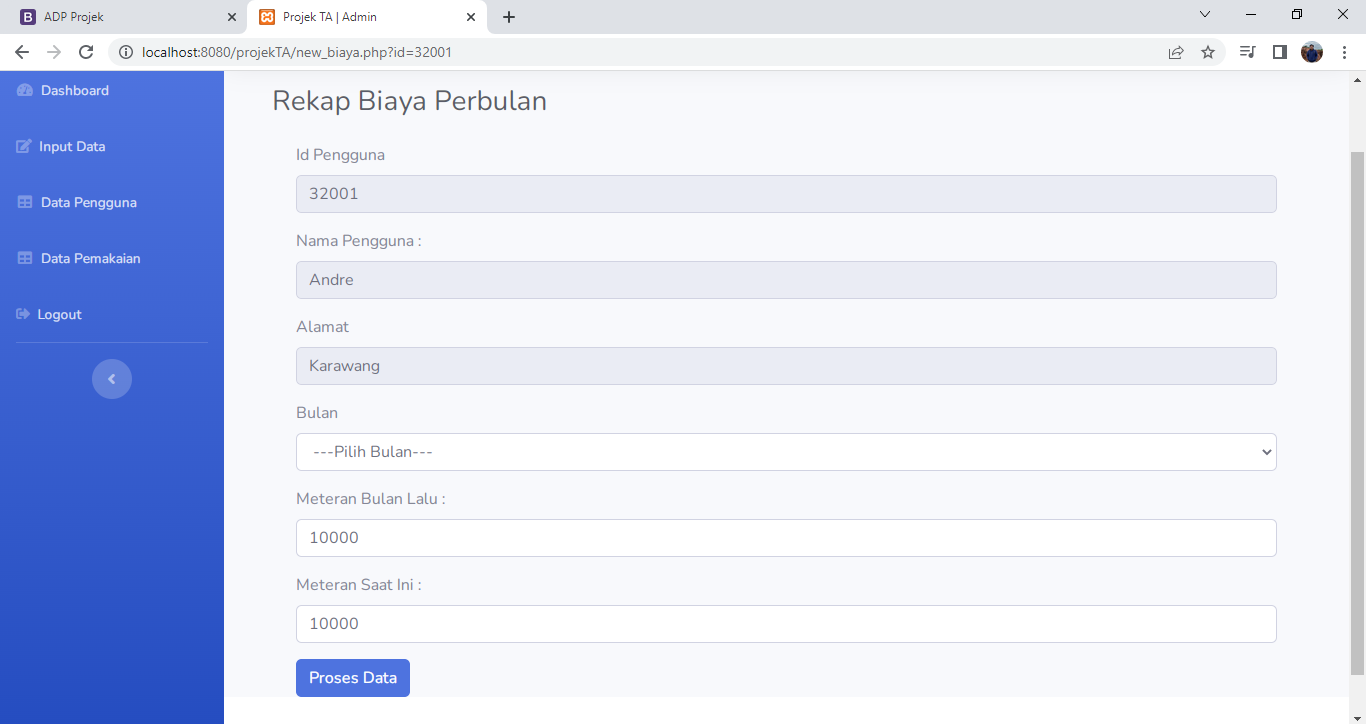 ADP Projek
Projek TA | Admin
localhost:8080/projekTA/new_biaya.php?id=32001
Dashboard
Input Data
Data Pengguna
Data Pemakaian
Logout
Rekap Biaya Perbulan
Id Pengguna
32001
Nama Pengguna :
Andre
Alamat
Karawang
Bulan
---Pilih Bulan---
Meteran Bulan Lalu :
10000
Meteran Saat Ini :
10000
Proses Data